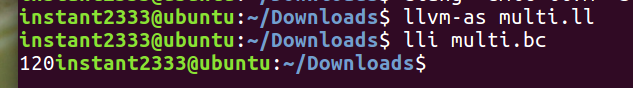 instant2333@ubuntu:~/Downloads$ llvm-as multi.ll
instant2333@ubuntu:~/Downloads$ lli multi.bc
120instant2333@ubuntu:~/Downloads$